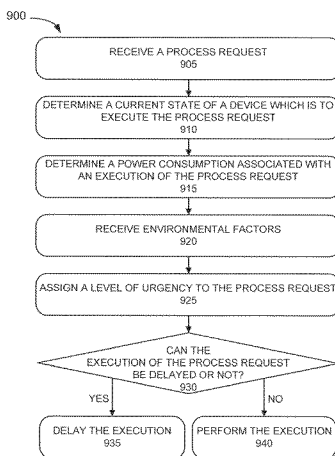 900
RECEIVE A PROCESS REQUEST
905
DETERMINE A CURRENT STATE OF A DEVICE WHICH IS TO
EXECUTE THE PROCESS REQUEST
910
DETERMINE A POWER CONSUMPTION ASSOCIATED WITH
AN EXECUTION OF THE PROCESS REQUEST
915
RECEIVE ENVIRONMENTAL FACTORS
920
ASSIGN A LEVEL OF URGENCY TO THE PROCESS REQUEST
925
CAN THE
EXECUTION OF THE PROCESS REQUEST
BE DELAYED OR NOT?
930
YES
NO
DELAY THE EXECUTION
935
PERFORM THE EXECUTION
940